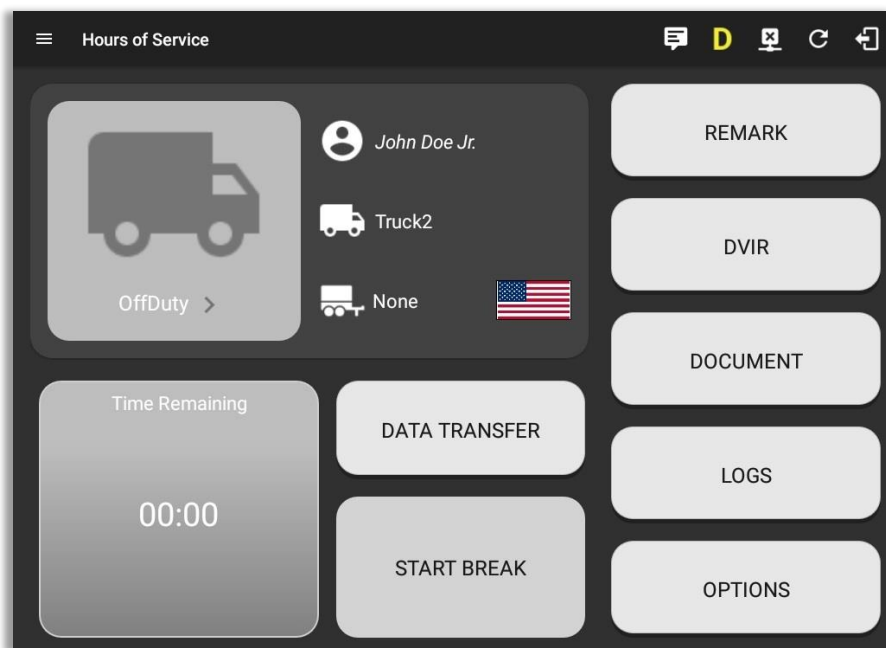 Hours of Service
D
John Doe Jr.
Truck2
OffDuty
None
Time Remaining
00:00
DATA TRANSFER
START BREAK
REMARK
DVIR
DOCUMENT
LOGS
OPTIONS